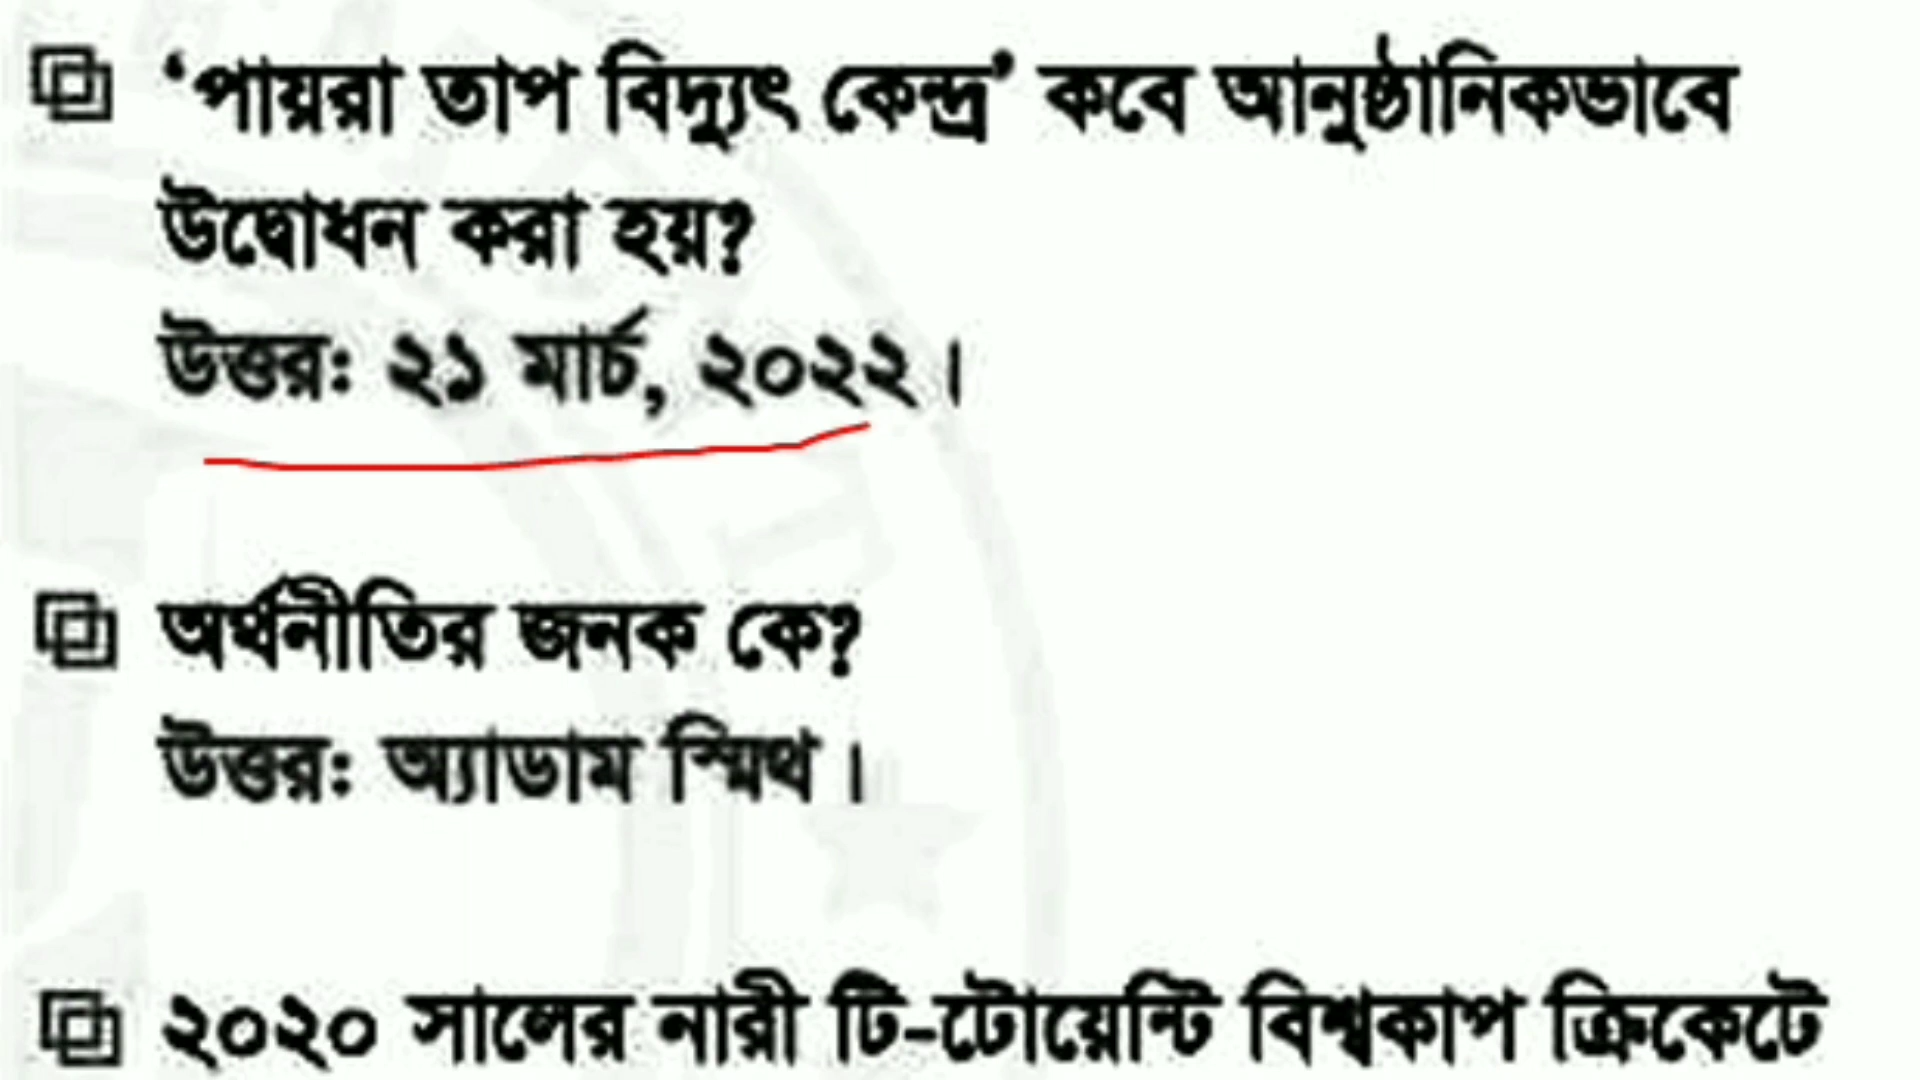 ‘পায়রা তাপ বিদ্যুৎ কেন্দ্র’ কবে আনুষ্ঠানিকভাবে
উদ্বোধন করা হয়?
উত্তরঃ ২১ মার্চ, ২০২২।
অর্থনীতির জনক কে?
উত্তরঃ অ্যাডাম স্মিথ।
২০২০ সালের নারী টি-টোয়েন্টি বিশ্বকাপ ক্রিকেটে